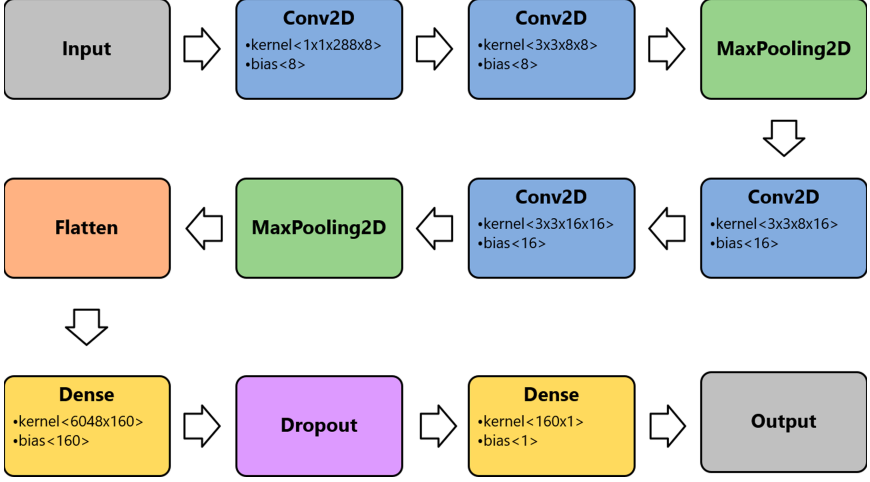 Input
Conv2D
•kernel<1x1x288x8>
•bias<8>
Conv2D
•kernel<3x3x8x8>
•bias<8>
MaxPooling2D
Conv2D
•kernel<3x3x8x16>
•bias<16>
Conv2D
•kernel<3x3x16x16>
•bias<16>
MaxPooling2D
Flatten
Dense
•kernel<6048x160>
•bias<160>
Dropout
Dense
•kernel<160x1>
•bias<1>
Output